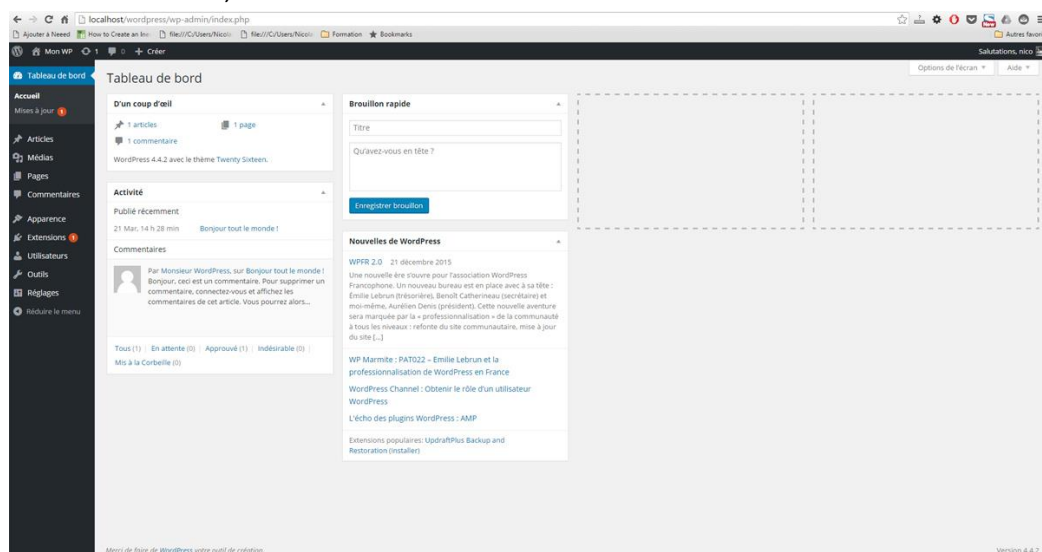 localhost/wordpress/wp-admin/index.php
Ajouter à Neeed How to Create an Ine file:///C:/Users/Nicol file:///C:/Users/Nicol Formation Bookmarks Autres favori
Mon WP 1 0 + Créer Salutations, nico
Tableau de bord
Accueil
Mises à jour 1
Articles
Médias
Pages
Commentaires
Apparence
Extensions 1
Utilisateurs
Outils
Réglages
Réduire le menu
Options de l'écran Aide
Tableau de bord
D'un coup d'œil
1 articles 1 page
1 commentaire
WordPress 4.4.2 avec le thème Twenty Sixteen.
Activité
Publié récemment
21 Mar, 14 h 28 min Bonjour tout le monde !
Commentaires
Par Monsieur WordPress, sur Bonjour tout le monde !
Bonjour, ceci est un commentaire. Pour supprimer un
commentaire, connectez-vous et affichez les
commentaires de cet article. Vous pourrez alors...
Tous (1) | En attente (0) | Approuvé (1) | Indésirable (0) |
Mis à la Corbeille (0)
Brouillon rapide
Titre
Qu'avez-vous en tête ?
Enregistrer brouillon
Nouvelles de WordPress
WPFR 2.0 21 décembre 2015
Une nouvelle ère s'ouvre pour l'association WordPress
Francophone. Un nouveau bureau est en place avec à sa tête :
Émilie Lebrun (trésorière), Benoît Catherineau (secrétaire) et
moi-même, Aurélien Denis (président). Cette nouvelle aventure
sera marquée par la « professionnalisation » de la communauté
à tous les niveaux : refonte du site communautaire, mise à jour
du site [...]
WP Marmite : PAT022 – Emilie Lebrun et la
professionnalisation de WordPress en France
WordPress Channel : Obtenir le rôle d'un utilisateur
WordPress
L'écho des plugins WordPress : AMP
Extensions populaires: UpdraftPlus Backup and
Restoration (Installer)
Merci de faire de WordPress votre outil de création. Version 4.4.2